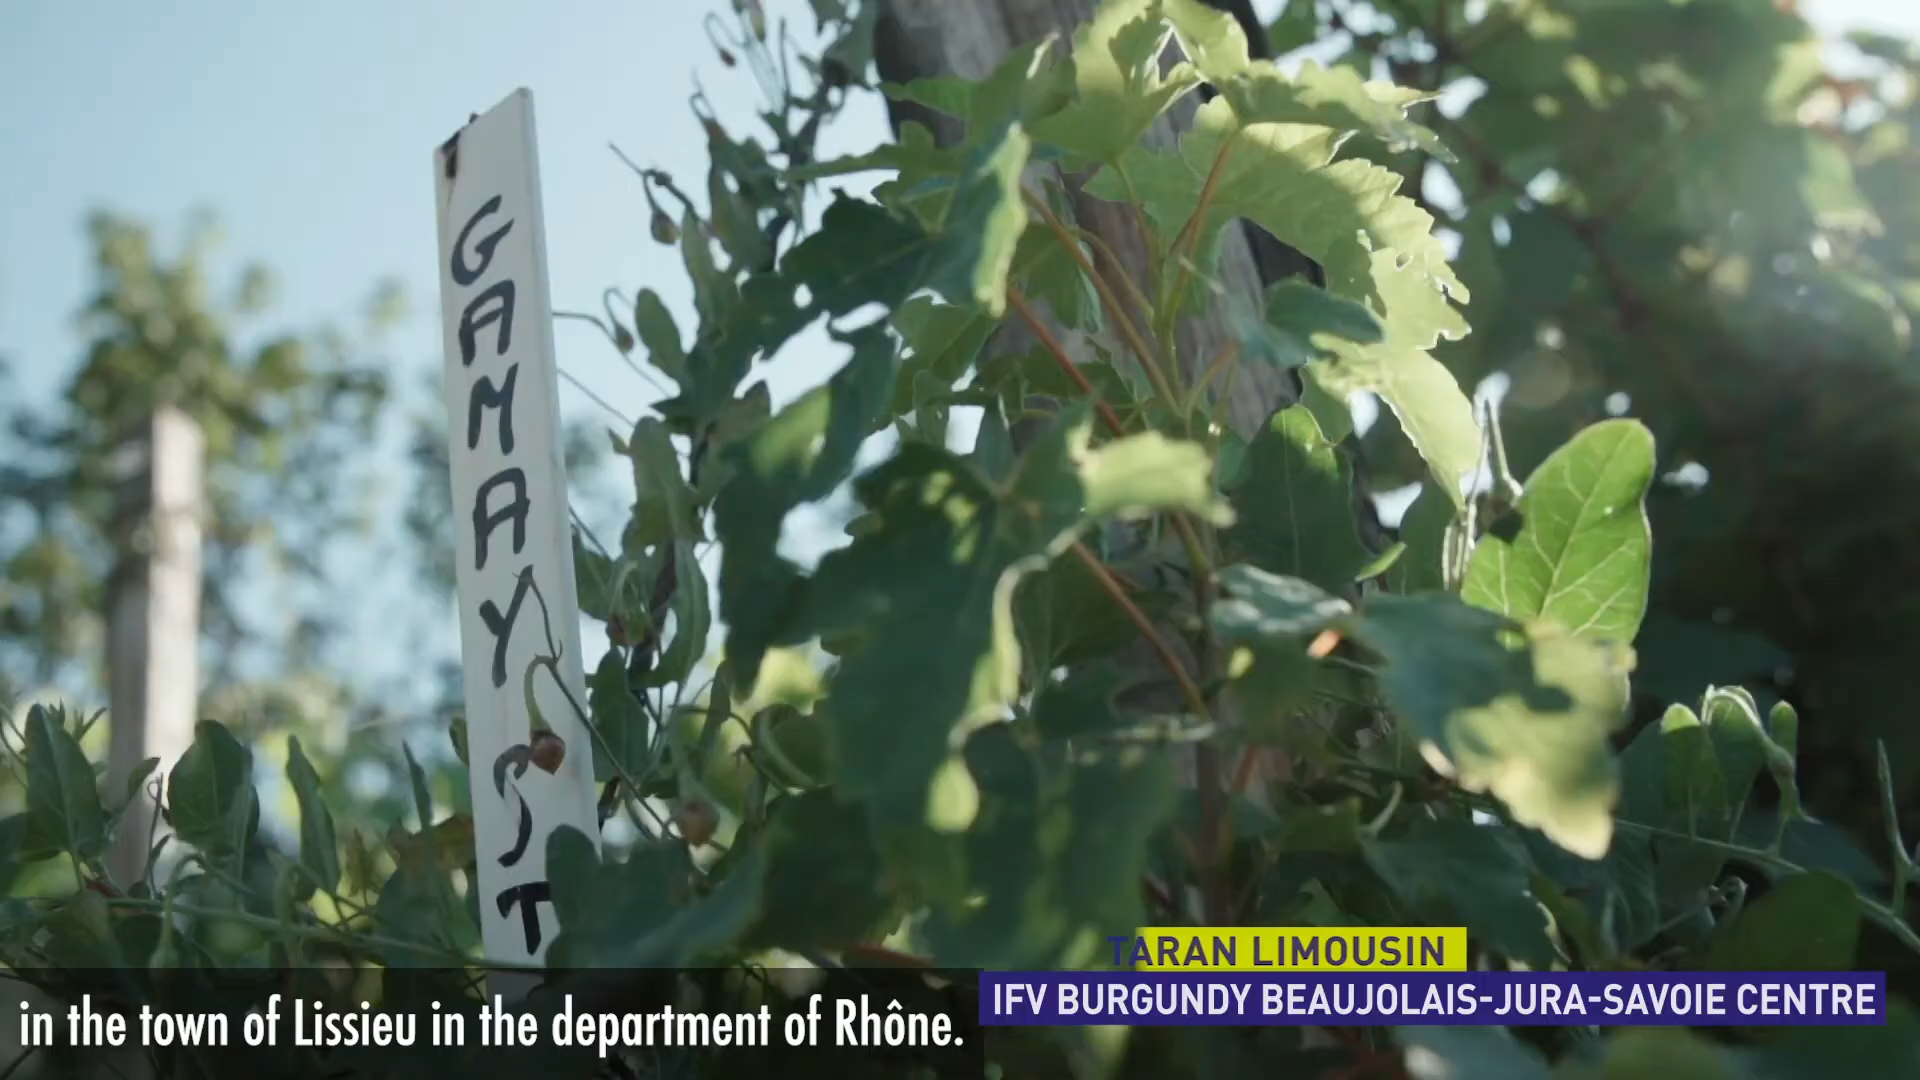 GAMAY
ST
TARAN LIMOUSIN
IFV BURGUNDY BEAUJOLAIS-JURA-SAVOIE CENTRE
in the town of Lissieu in the department of Rhône.